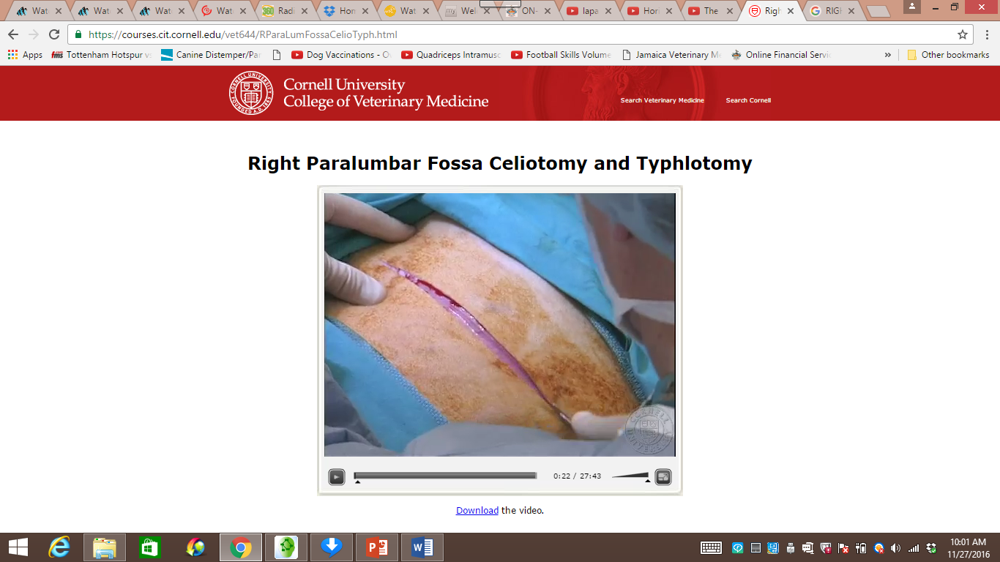 Wat
Wat
Wat
Wat
Radi
Hon
Wat
Wel
ON-
lapa
Hor
The
Righ
RIGH
https://courses.cit.cornell.edu/vet644/RParaLumFossaCelioTyph.html
Apps
Tottenham Hotspur v
Canine Distemper/Par
Dog Vaccinations - O
Quadriceps Intramusc
Football Skills Volume
Jamaica Veterinary M
Online Financial Servi
»
Other bookmarks
Cornell University
College of Veterinary Medicine
Search Veterinary Medicine
Search Cornell
Right Paralumbar Fossa Celiotomy and Typhlotomy
0:22 / 27:43
Download the video.
10:01 AM
11/27/2016